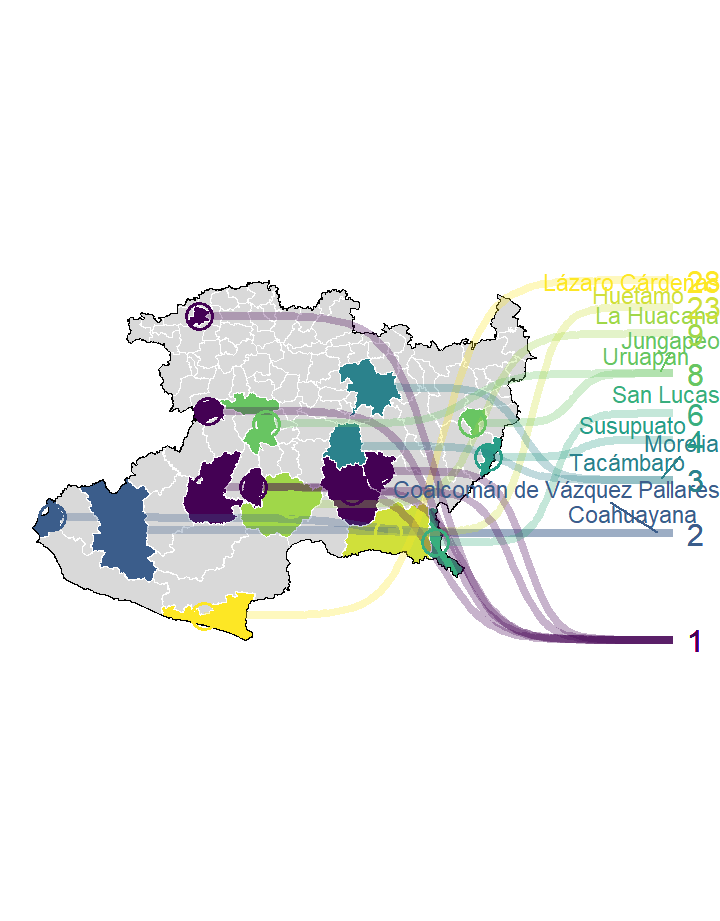 Lázaro Cárdenas 28
Huetamo 23
La Huacana 9
Jungapeo
Uruapan 8
San Lucas 6
Susupuato 4
Morelia
Tacámbaro 3
Coalcomán de Vázquez Pallares
Coahuayana 2
1